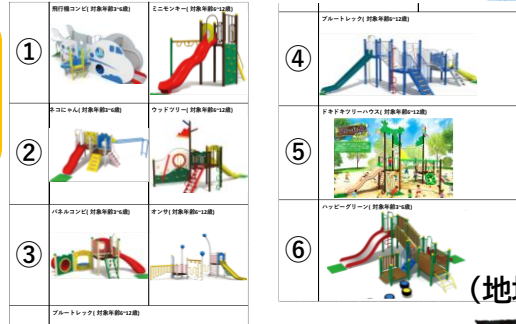 ①
飛行機コンビ( 対象年齢3~6歳)
ミニモンキー( 対象年齢6~12歳)
②
ネコにゃん( 対象年齢3~6歳)
ウッドツリー( 対象年齢6~12歳)
③
パネルコンビ( 対象年齢3~6歳)
オンサ( 対象年齢6~12歳)
ブルートレック( 対象年齢6~12歳)
④
ブルートレック( 対象年齢6~12歳)
⑤
ドキドキツリーハウス( 対象年齢6~12歳)
⑥
ハッピーグリーン( 対象年齢3~6歳)
（地